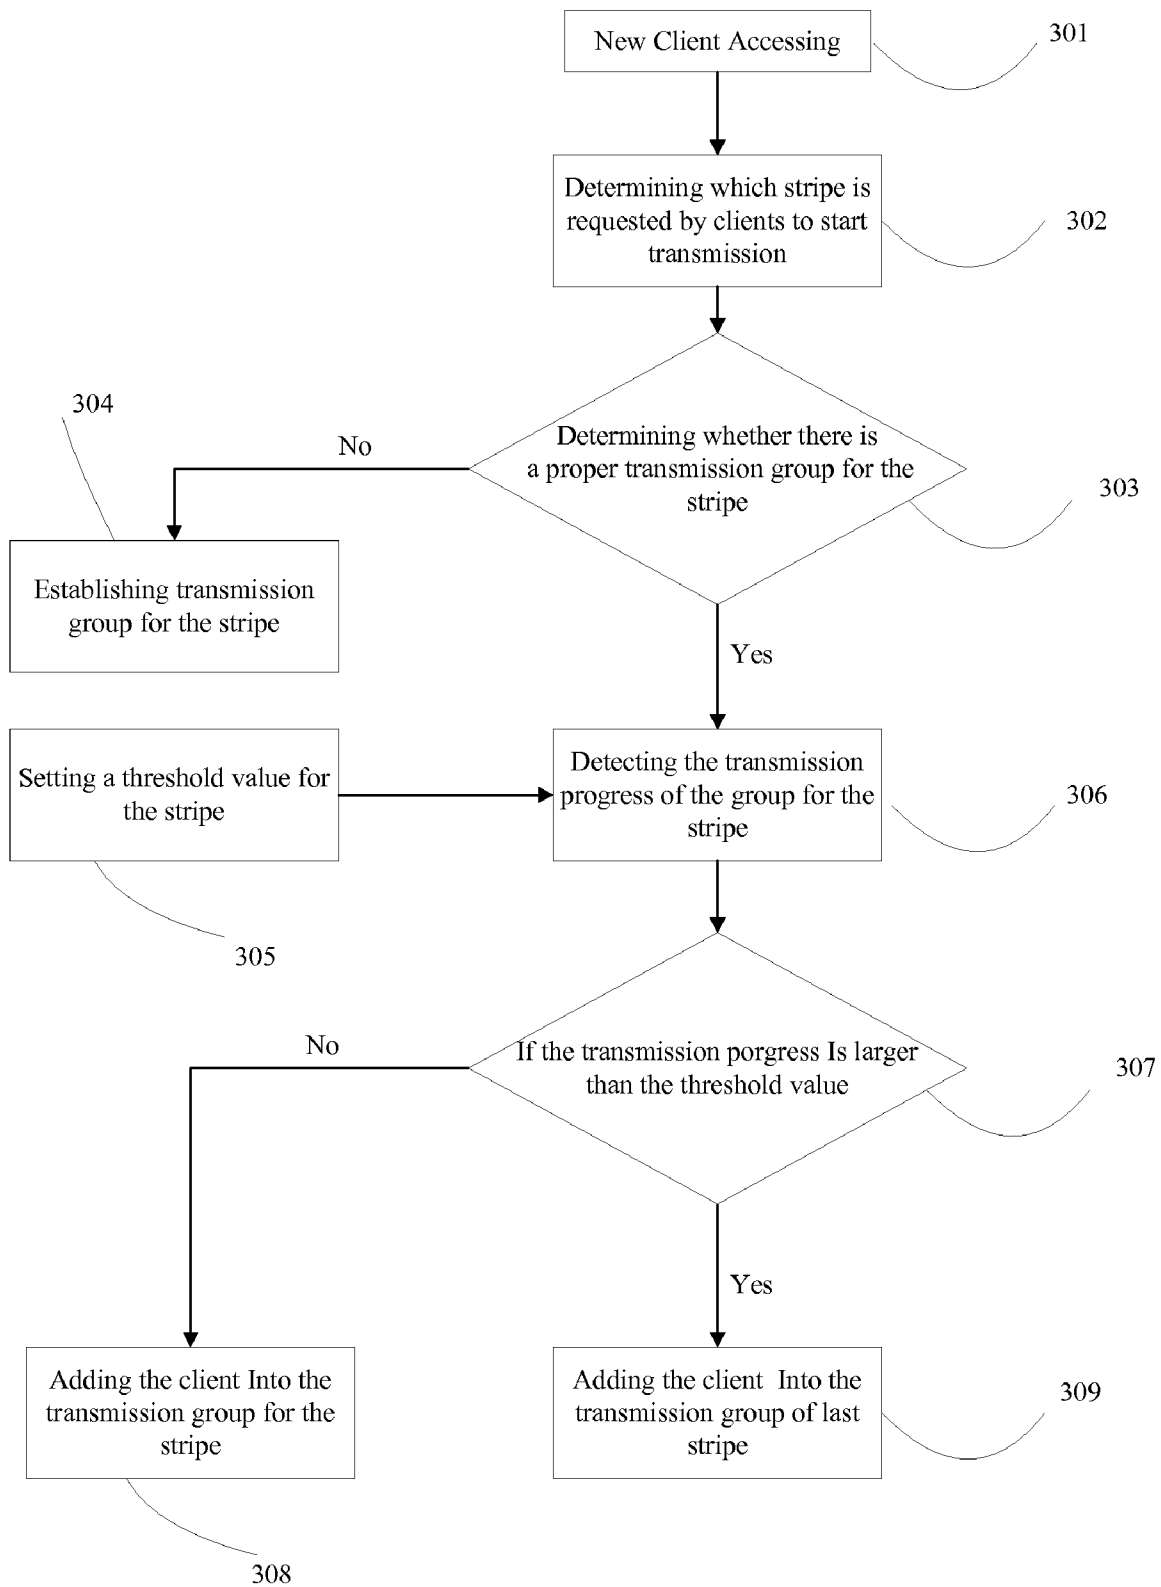 New Client Accessing
301
Determining which stripe is
requested by clients to start
transmission
302
304
No
Determining whether there is
a proper transmission group for the
stripe
303
Establishing transmission
group for the stripe
Yes
Setting a threshold value for
the stripe
Detecting the transmission
progress of the group for the
stripe
306
305
No
If the transmission porgress Is larger
than the threshold value
307
Yes
Adding the client Into the
transmission group for the
stripe
Adding the client Into the
transmission group of last
stripe
309
308